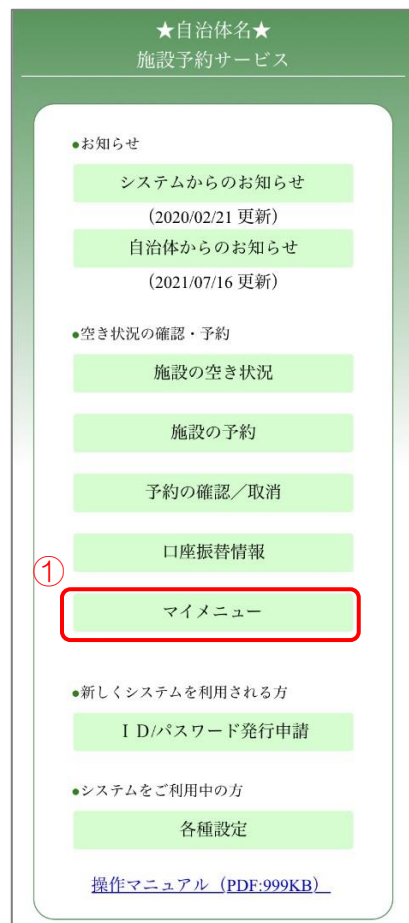 ★自治体名★
施設予約サービス
●お知らせ
システムからのお知らせ
（2020/02/21 更新）
自治体からのお知らせ
（2021/07/16 更新）
●空き状況の確認・予約
施設の空き状況
施設の予約
予約の確認／取消
口座振替情報
①
マイメニュー
●新しくシステムを利用される方
ＩＤ/パスワード発行申請
●システムをご利用中の方
各種設定
操作マニュアル（PDF:999KB）